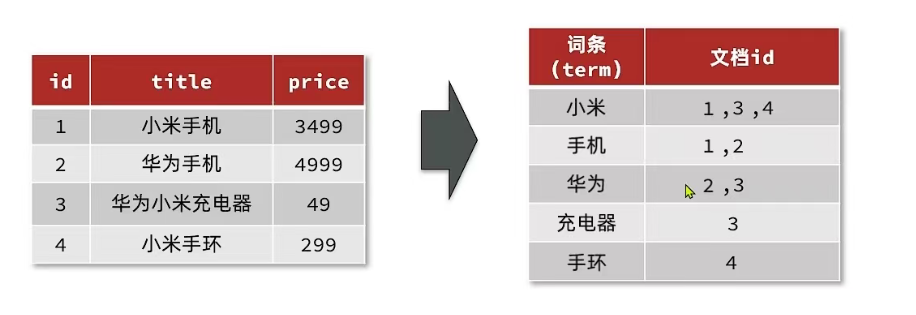 id title price
1 小米手机 3499
2 华为手机 4999
3 华为小米充电器 49
4 小米手环 299
词条
(term) 文档id
小米 1 ,3 ,4
手机 1 ,2
华为 2 ,3
充电器 3
手环 4